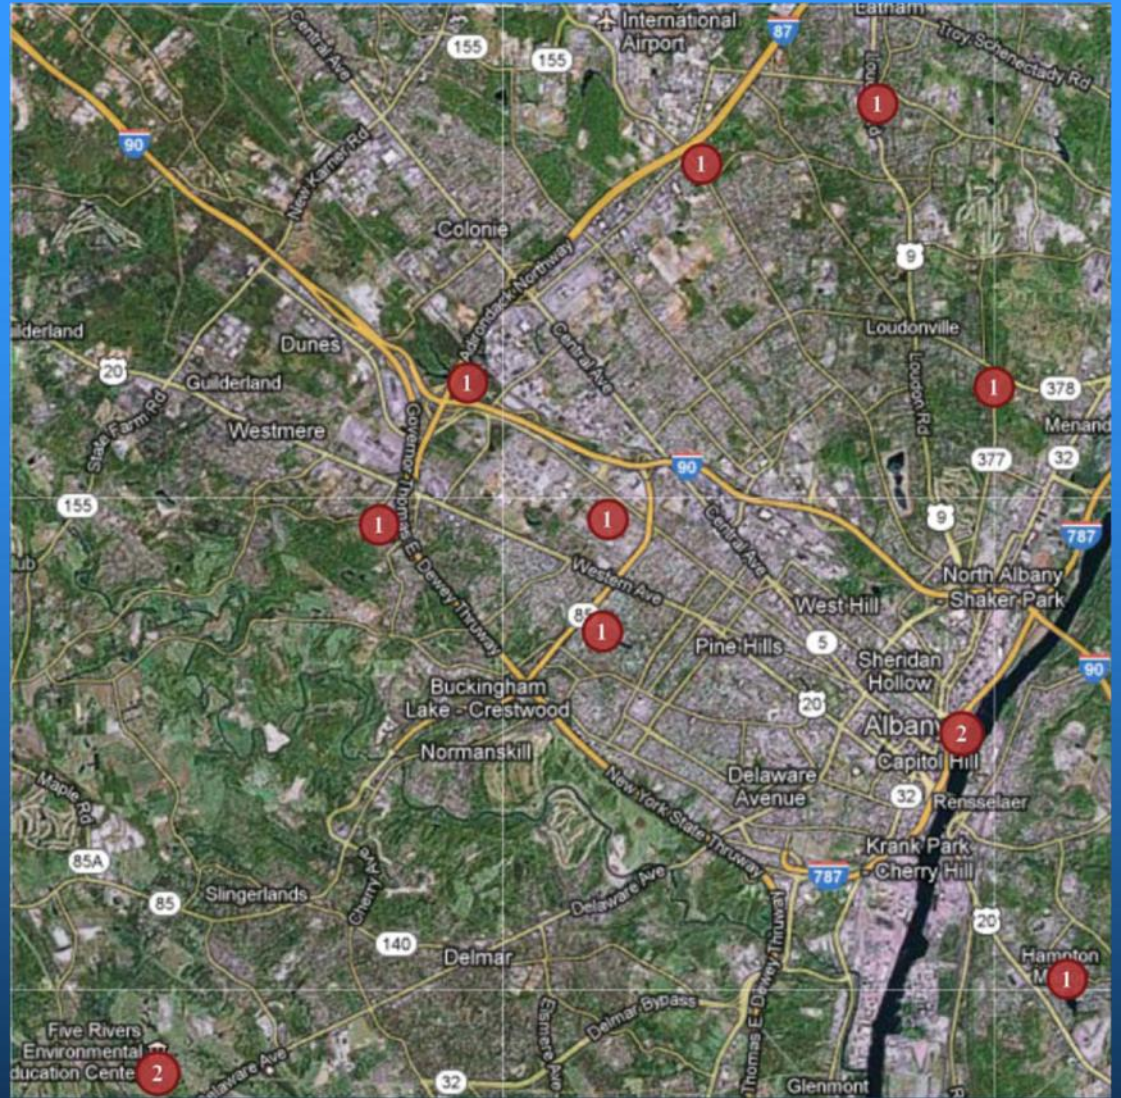 International
Airport
155
155
87
Latham
Central Ave
Troy Schenectady Rd
1
90
1
New Karner Rd
Colonie
9
Adirondack Northway
ilderland
Dunes
Central Ave
Loudonville
20
Guilderland
1
Loudon Rd
1
378
State Farm Rd
Westmere
Menand
90
377
32
155
1
1
9
787
Governor Thomas E. Dewey Thruway
Central Ave
lub
Western Ave
North Albany
- Shaker Park
West Hill
85
1
Pine Hills
5
Sheridan
Hollow
90
Buckingham
Lake - Crestwood
20
Albany
2
Normanskill
Capitol Hill
Maple Rd
Delaware
Avenue
32
Rensselaer
New York State Thruway
Krank Park
- Cherry Hill
85A
787
Slingerlands
Cherry Ave
Delaware Ave
85
20
140
Delmar
Hampton
1
Thomas E Dewey Thruway
Delmar Bypass
Elsmere Ave
Five Rivers
Environmental
ducation Cente
2
Delaware Ave
32
Glenmont